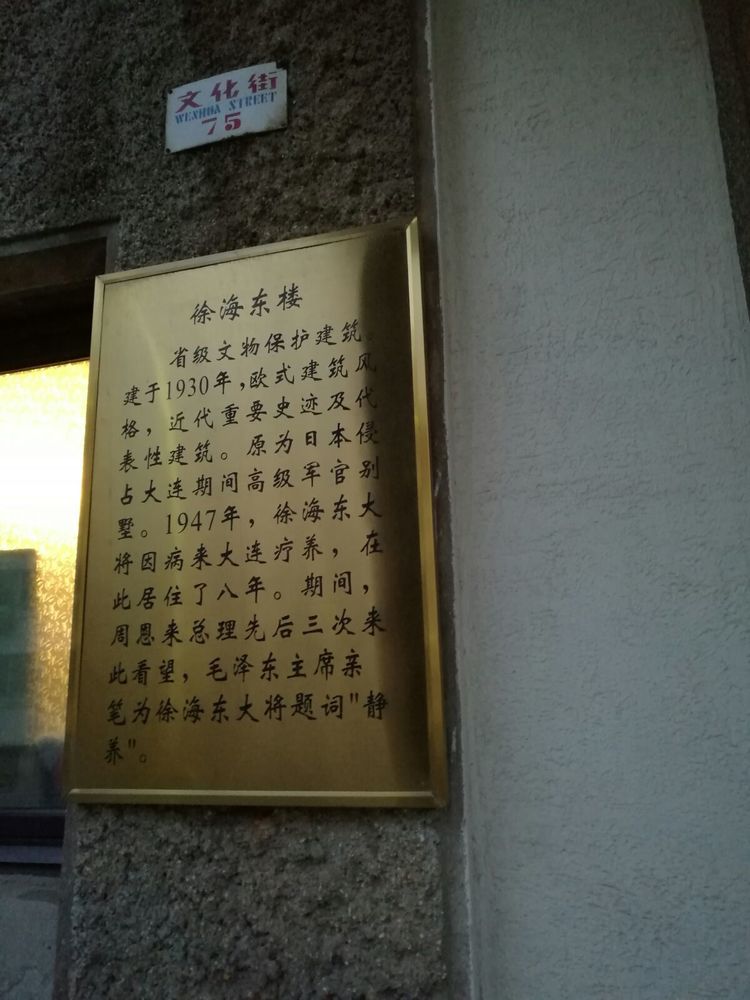 文化街
WENHUA STREET
75
徐海东楼
省级文物保护建筑。
建于1930年,欧式建筑风
格，近代重要史迹及代
表性建筑。原为日本侵
占大连期间高级军官别
墅。1947年，徐海东大
将因病来大连疗养，在
此居住了八年。期间，
周恩来总理先后三次来
此看望，毛泽东主席亲
笔为徐海东大将题词"静
养"。